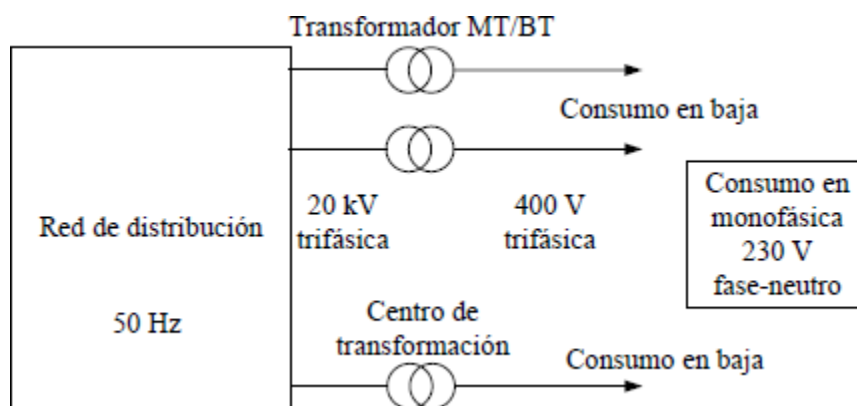 Transformador MT/BT
Consumo en baja
Red de distribución
50 Hz
20 kV
trifásica
400 V
trifásica
Consumo en
monofásica
230 V
fase-neutro
Centro de
transformación
Consumo en baja